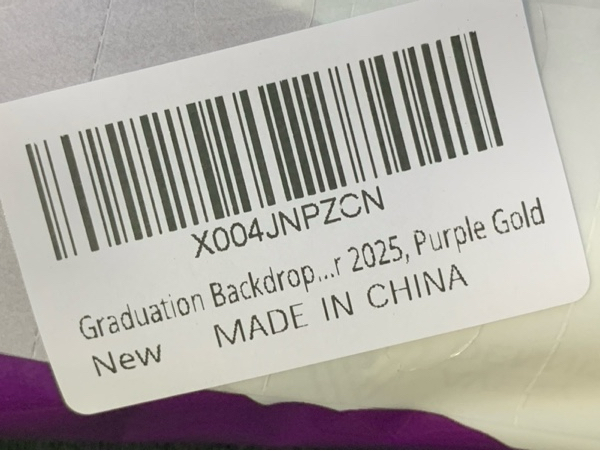 X004JNPZCN
Graduation Backdrop...r 2025, Purple Gold
New MADE IN CHINA